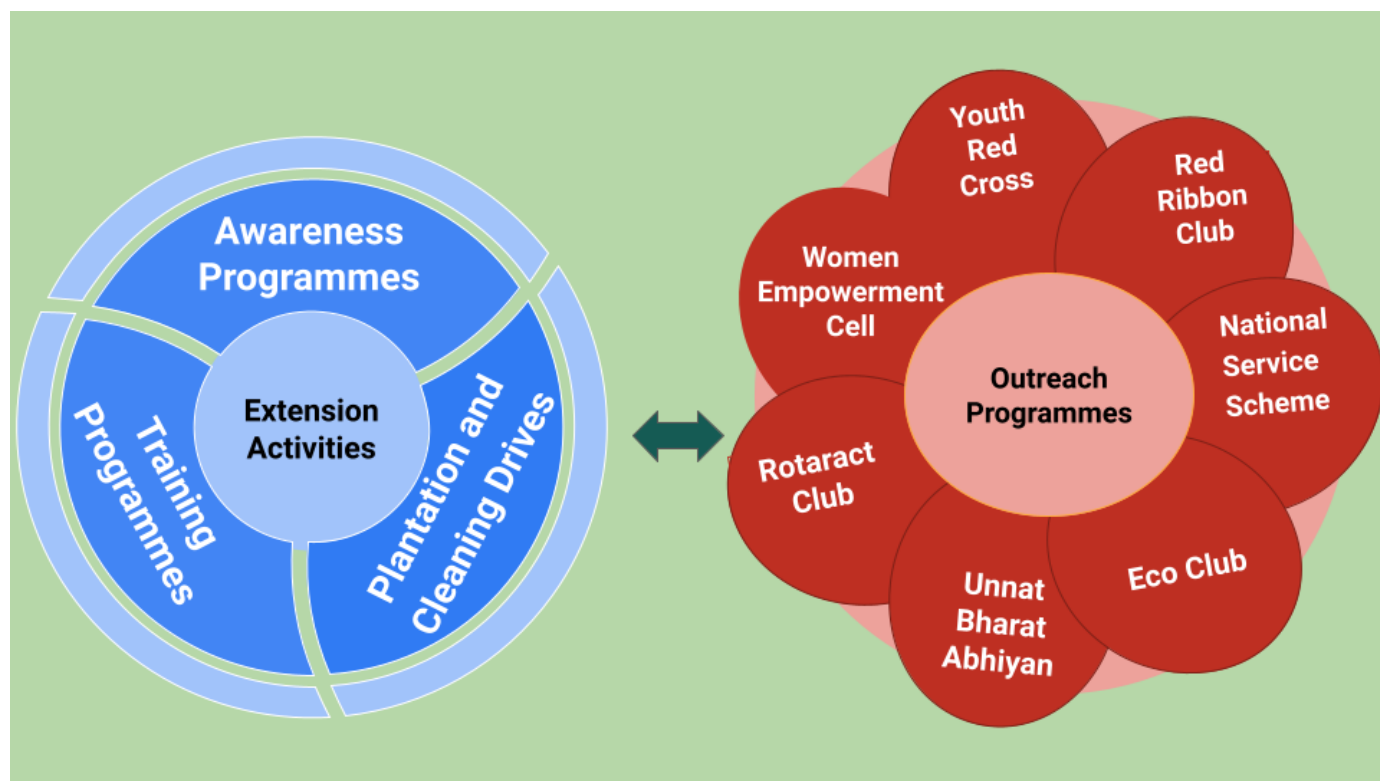 Awareness
Programmes
Extension
Activities
Training
Programmes
Plantation and
Cleaning Drives
Youth
Red
Cross
Red
Ribbon
Club
Women
Empowerment
Cell
National
Service
Scheme
Outreach
Programmes
Rotaract
Club
Eco Club
Unnat
Bharat
Abhiyan